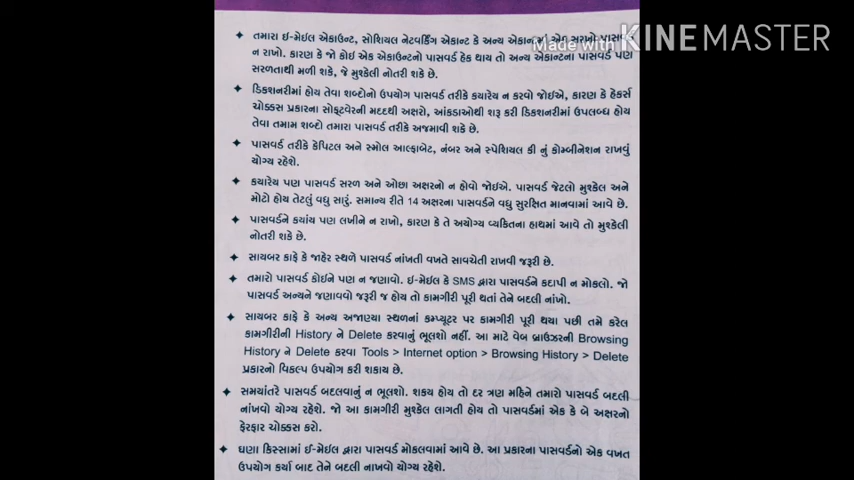 તમારા ઈ-મેઈલ એકાઉન્ટ, સોશિયલ નેટવર્કિંગ એકાન્ટ કે અન્ય
ન રાખો. કારણ કે જો કોઇ એક એકાઉન્ટનો પાસવર્ડ હેક થાય તો અન્ય એકાન્ટના પાસવર્ડ પણ
સરળતાથી મળી શકે, જે મુશ્કેલી નોતરી શકે છે.
ડિકશનરીમાં હોય તેવા શબ્દોનો ઉપયોગ પાસવર્ડ તરીકે કયારેય ન કરવો જોઈએ, કારણ કે હેકર્સ
ચોક્કસ પ્રકારના સોફ્ટવેરની મદદથી અક્ષરો, આંકડાઓથી શરૂ કરી ડિકશનરીમાં ઉપલબ્ધ હોય
તેવા તમામ શબ્દો તમારા પાસવર્ડ તરીકે અજમાવી શકે છે.
પાસવર્ડ તરીકે કેપિટલ અને સ્મોલ આલ્ફાબેટ, નંબર અને સ્પેશિયલ કી નું કોમ્બીનેશન રાખવું
યોગ્ય રહેશે.
કયારેય પણ પાસવર્ડ સરળ અને ઓછા અક્ષરનો ન હોવો જોઈએ. પાસવર્ડ જેટલો મુશ્કેલ અને
મોટો હોય તેટલું વધુ સારું. સમાન્ય રીતે 14 અક્ષરના પાસવર્ડને વધુ સુરક્ષિત માનવામાં આવે છે.
પાસવર્ડને કયાંય પણ લખીને ન રાખો, કારણ કે તે અયોગ્ય વ્યકિતના હાથમાં આવે તો મુશ્કેલી
નોતરી શકે છે.
સાયબર કાફે કે જાહેર સ્થળે પાસવર્ડ નાંખતી વખતે સાવચેતી રાખવી જરૂરી છે.
તમારો પાસવર્ડ કોઈને પણ ન જણાવો. ઈ-મેઈલ કે SMS દ્વારા પાસવર્ડને કદાપી ન મોકલો. જો
પાસવર્ડ અન્યને જણાવવો જરૂરી જ હોય તો કામગીરી પૂરી થતાં તેને બદલી નાંખો.
સાયબર કાફે કે અન્ય અજાણ્યા સ્થળનાં કમ્પ્યૂટર પર કામગીરી પૂરી થયા પછી તમે કરેલ
કામગીરીની History ને Delete કરવાનું ભૂલશો નહીં. આ માટે વેબ બ્રાઉઝરની Browsing
History ને Delete કરવા Tools > Internet option > Browsing History > Delete
પ્રકારનો વિકલ્પ ઉપયોગ કરી શકાય છે.
સમયાંતરે પાસવર્ડ બદલવાનું ન ભૂલશો. શકય હોય તો દર ત્રણ મહિને તમારો પાસવર્ડ બદલી
નાંખવો યોગ્ય રહેશે. જો આ કામગીરી મુશ્કેલ લાગતી હોય તો પાસવર્ડમાં એક કે બે અક્ષરનો
ફેરફાર ચોક્કસ કરો.
ઘણા કિસ્સામાં ઈ-મેઈલ દ્વારા પાસવર્ડ મોકલવામાં આવે છે. આ પ્રકારના પાસવર્ડનો એક વખત
ઉપયોગ કર્યા બાદ તેને બદલી નાખવો યોગ્ય રહેશે.
Made with KINEMASTER